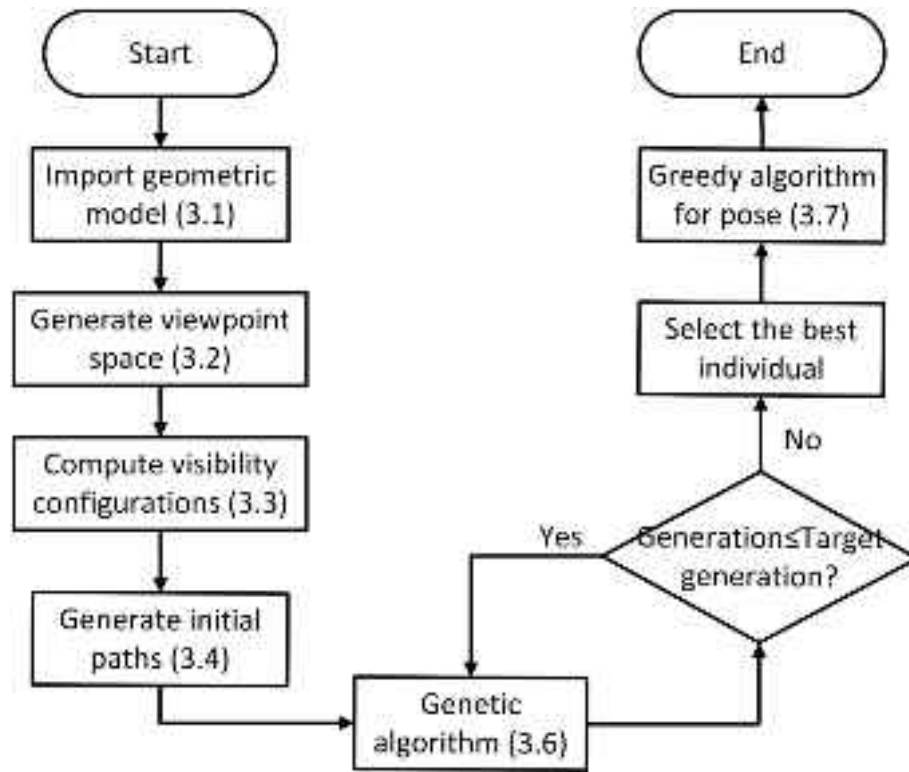 Start
Import geometric
model (3.1)
Generate viewpoint
space (3.2)
Compute visibility
configurations (3.3)
Generate initial
paths (3.4)
Genetic
algorithm (3.6)
Generation≤Target
generation?
Yes
No
Select the best
individual
Greedy algorithm
for pose (3.7)
End